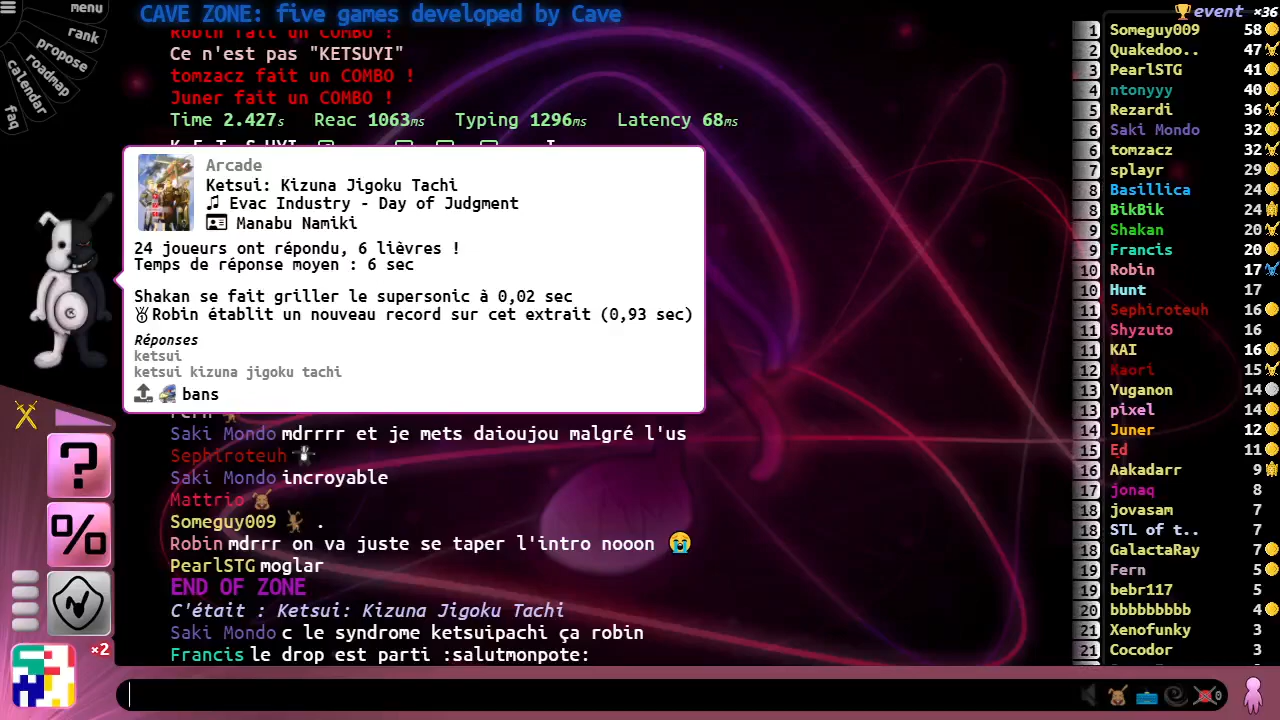 menu
rank
propose
roadmap
calendar
faq
CAVE ZONE: five games developed by Cave
Robin fait un COMBO !
Ce n'est pas "KETSUYI"
tomzacz fait un COMBO !
Juner fait un COMBO !
Time 2.427s Reac 1063ms Typing 1296ms Latency 68ms
Arcade
Ketsui: Kizuna Jigoku Tachi
Evac Industry - Day of Judgment
Manabu Namiki
24 joueurs ont répondu, 6 lièvres !
Temps de réponse moyen : 6 sec
Shakan se fait griller le supersonic à 0,02 sec
Robin établit un nouveau record sur cet extrait (0,93 sec)
Réponses
ketsui
ketsui kizuna jigoku tachi
bans
Fern
Saki Mondo mdrrrr et je mets daioujou malgré l'us
Sephiroteuh
Saki Mondo incroyable
Mattrio
Someguy009 .
Robin mdrrr on va juste se taper l'intro nooon
PearlSTG moglar
END OF ZONE
C'était : Ketsui: Kizuna Jigoku Tachi
Saki Mondo c le syndrome ketsuipachi ça robin
Francis le drop est parti :salutmonpote:
?
%
×2
0
event ×36
1 Someguy009 58
2 Quakedoo.. 47
3 PearlSTG 41
4 ntonyyy 40
5 Rezardi 36
6 Saki Mondo 32
6 tomzacz 32
7 splayr 29
8 Basillica 24
8 BikBik 24
9 Shakan 20
9 Francis 20
10 Robin 17
10 Hunt 17
11 Sephiroteuh 16
11 Shyzuto 16
11 KAI 16
12 Kaori 15
13 Yuganon 14
13 pixel 14
14 Juner 12
15 Ed 11
16 Aakadarr 9
17 jonaq 8
18 jovasam 7
18 STL of t.. 7
18 GalactaRay 7
19 Fern 5
19 bebr117 5
20 bbbbbbbbb 4
21 Xenofunky 3
21 Cocodor 3